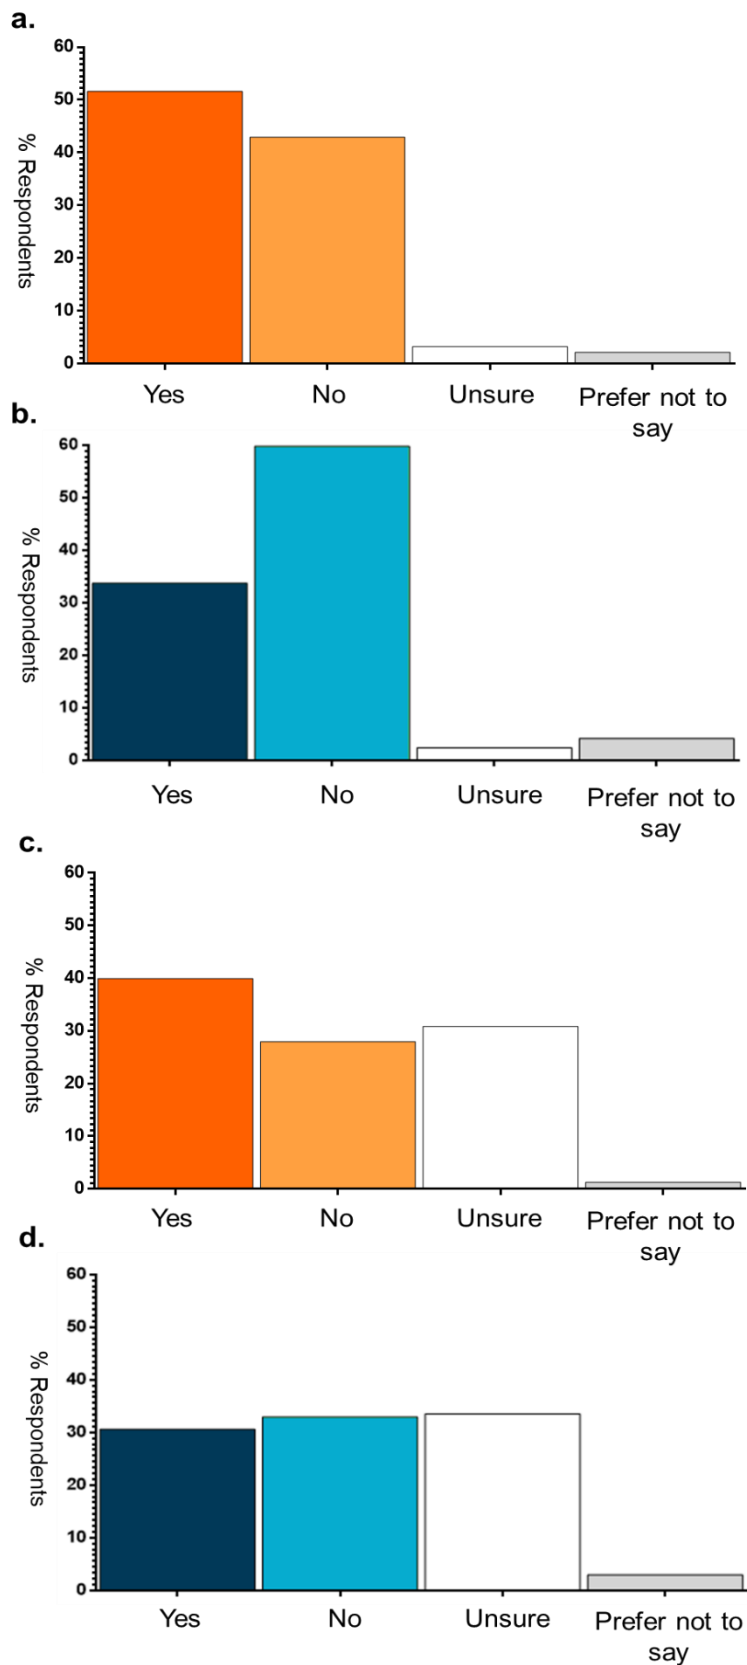 a.
60
50
40
30
20
10
0
% Respondents
Yes No Unsure Prefer not to
say
b.
60
50
40
30
20
10
0
% Respondents
Yes No Unsure Prefer not to
say
c.
60
50
40
30
20
10
0
% Respondents
Yes No Unsure Prefer not to
say
d.
60
50
40
30
20
10
0
% Respondents
Yes No Unsure Prefer not to
say